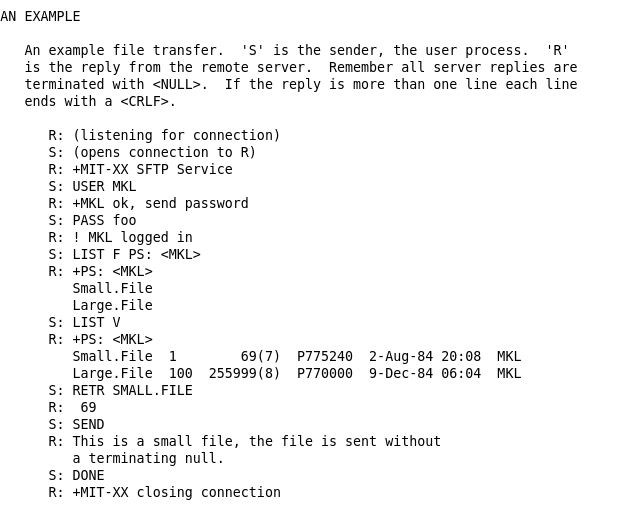 AN EXAMPLE

   An example file transfer.  'S' is the sender, the user process.  'R'
   is the reply from the remote server.  Remember all server replies are
   terminated with <NULL>.  If the reply is more than one line each line
   ends with a <CRLF>.

      R: (listening for connection)
      S: (opens connection to R)
      R: +MIT-XX SFTP Service
      S: USER MKL
      R: +MKL ok, send password
      S: PASS foo
      R: ! MKL logged in
      S: LIST F PS: <MKL>
      R: +PS: <MKL>
         Small.File
         Large.File
      S: LIST V
      R: +PS: <MKL>
         Small.File  1        69(7)  P775240  2-Aug-84 20:08  MKL
         Large.File  100  255999(8)  P770000  9-Dec-84 06:04  MKL
      S: RETR SMALL.FILE
      R:  69
      S: SEND
      R: This is a small file, the file is sent without
         a terminating null.
      S: DONE
      R: +MIT-XX closing connection